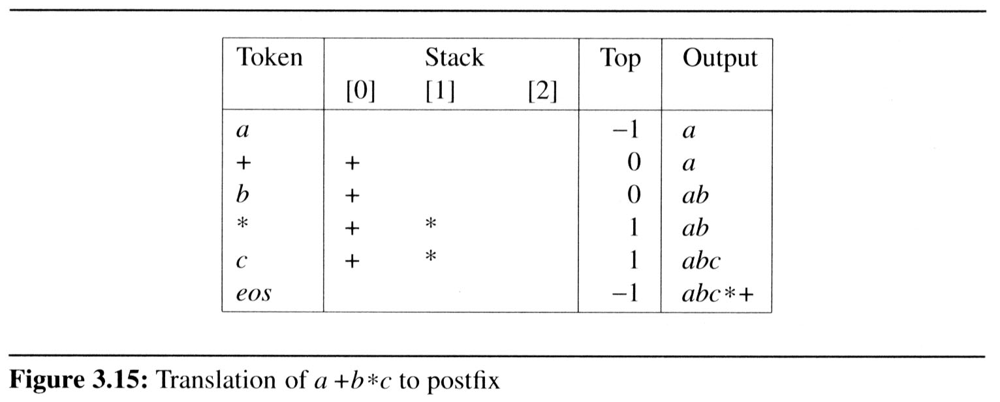 Token Stack Top Output
[0] [1] [2]
a −1 a
+ + 0 a
b + 0 ab
* + * 1 ab
c + * 1 abc
eos −1 abc*+
Figure 3.15: Translation of a +b*c to postfix